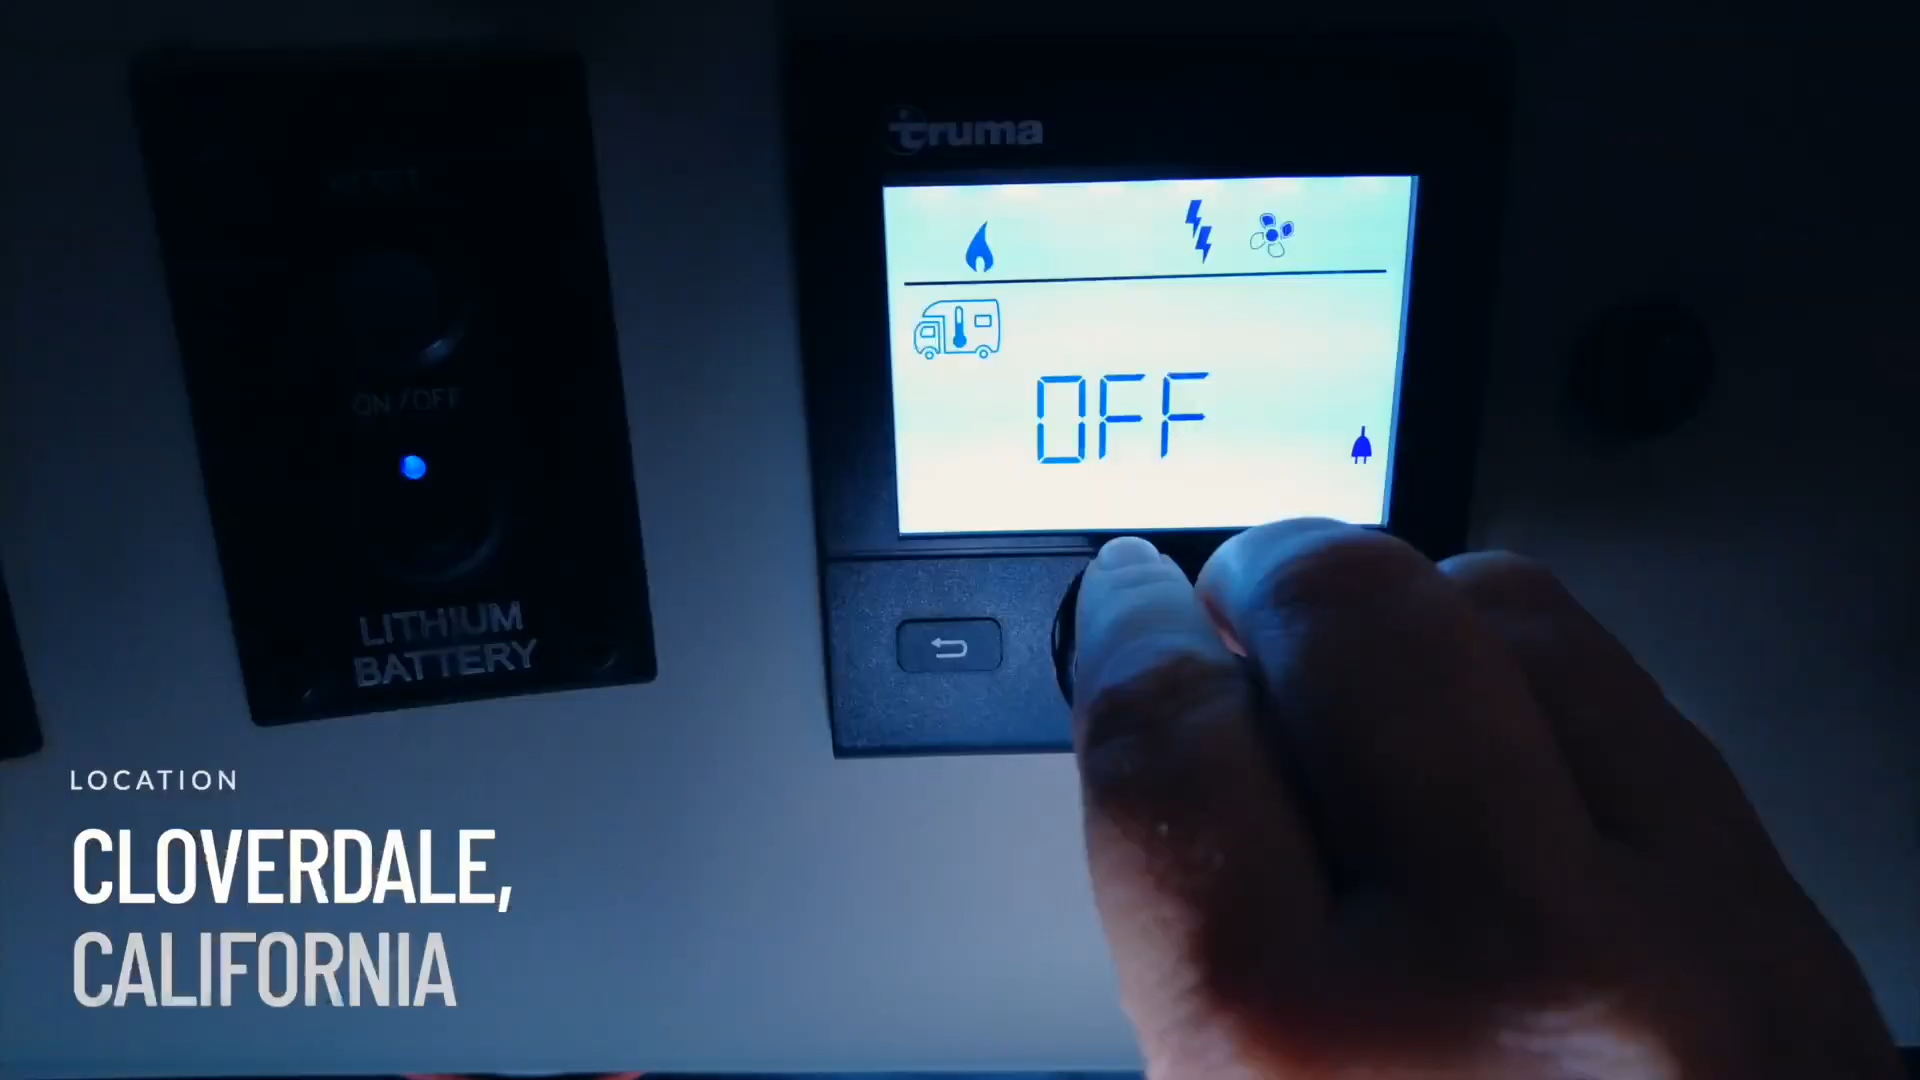 truma
OFF
ON/OFF
LITHIUM
BATTERY
LOCATION
CLOVERDALE,
CALIFORNIA